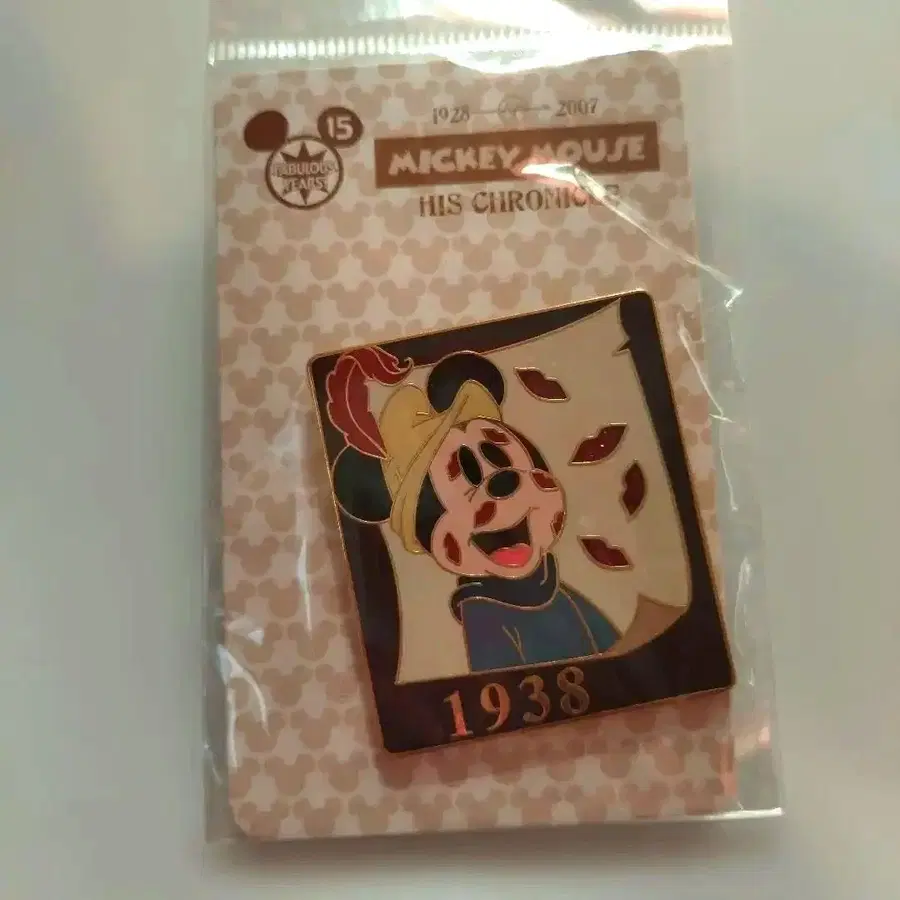 1928 2007
15
FABULOUS
YEARS!
MICKEY MOUSE
HIS CHRONICLE
1938